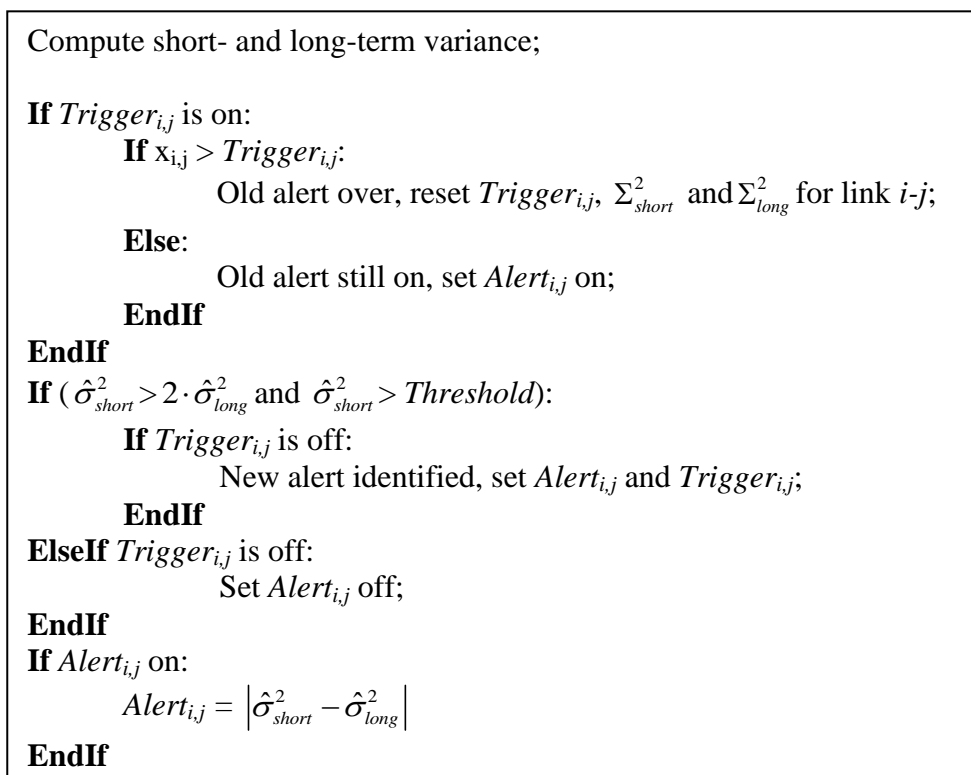 Compute short- and long-term variance;
If Trigger_{i,j} is on:
If x_{i,j} > Trigger_{i,j}:
Old alert over, reset Trigger_{i,j}, Σ²_{short} and Σ²_{long} for link i-j;
Else:
Old alert still on, set Alert_{i,j} on;
EndIf
EndIf
If (σ̂²_{short} > 2·σ̂²_{long} and σ̂²_{short} > Threshold):
If Trigger_{i,j} is off:
New alert identified, set Alert_{i,j} and Trigger_{i,j};
EndIf
ElseIf Trigger_{i,j} is off:
Set Alert_{i,j} off;
EndIf
If Alert_{i,j} on:
Alert_{i,j} = |σ̂²_{short} − σ̂²_{long}|
EndIf